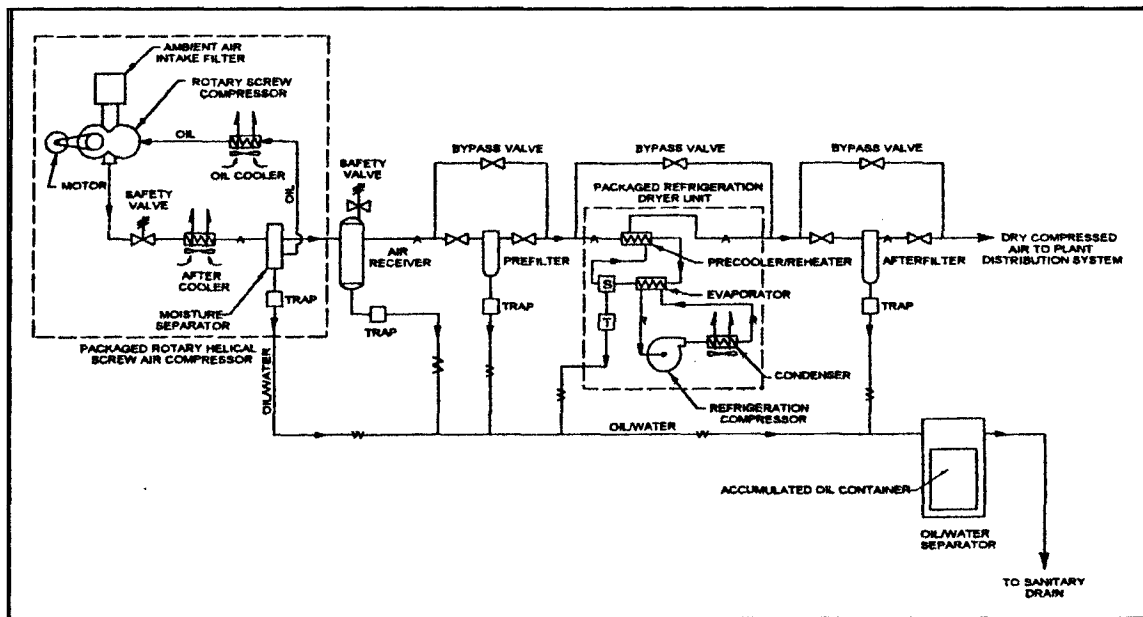 AMBIENT AIR
INTAKE FILTER
ROTARY SCREW
COMPRESSOR
OIL
OIL COOLER
OIL
MOTOR
SAFETY
VALVE
A
AFTER
COOLER
TRAP
MOISTURE
SEPARATOR
PACKAGED ROTARY HELICAL
SCREW AIR COMPRESSOR
OIL/WATER
SAFETY
VALVE
AIR
RECEIVER
TRAP
W
A
BYPASS VALVE
PREFILTER
TRAP
W
BYPASS VALVE
PACKAGED REFRIGERATION
DRYER UNIT
A
A
PRECOOLER/REHEATER
S
EVAPORATOR
T
R
R
CONDENSER
REFRIGERATION
COMPRESSOR
W
BYPASS VALVE
AFTERFILTER
TRAP
A
W
DRY COMPRESSED
AIR TO PLANT
DISTRIBUTION SYSTEM
W
OIL/WATER
W
ACCUMULATED OIL CONTAINER
OIL/WATER
SEPARATOR
TO SANITARY
DRAIN